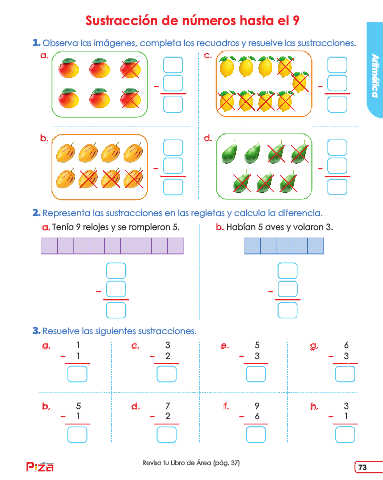 Sustracción de números hasta el 9
1. Observa las imágenes, completa los recuadros y resuelve las sustracciones.
Aritmética
a.
-
c.
-
b.
-
d.
-
2. Representa las sustracciones en las regletas y calcula la diferencia.
a. Tenía 9 relojes y se rompieron 5.
b. Habían 5 aves y volaron 3.
-
-
3. Resuelve las siguientes sustracciones.
a. 1
- 1
c. 3
- 2
e. 5
- 3
g. 6
- 3
b. 5
- 1
d. 7
- 2
f. 9
- 6
h. 3
- 1
Revisa tu Libro de Área (pág. 37)
Piza
73